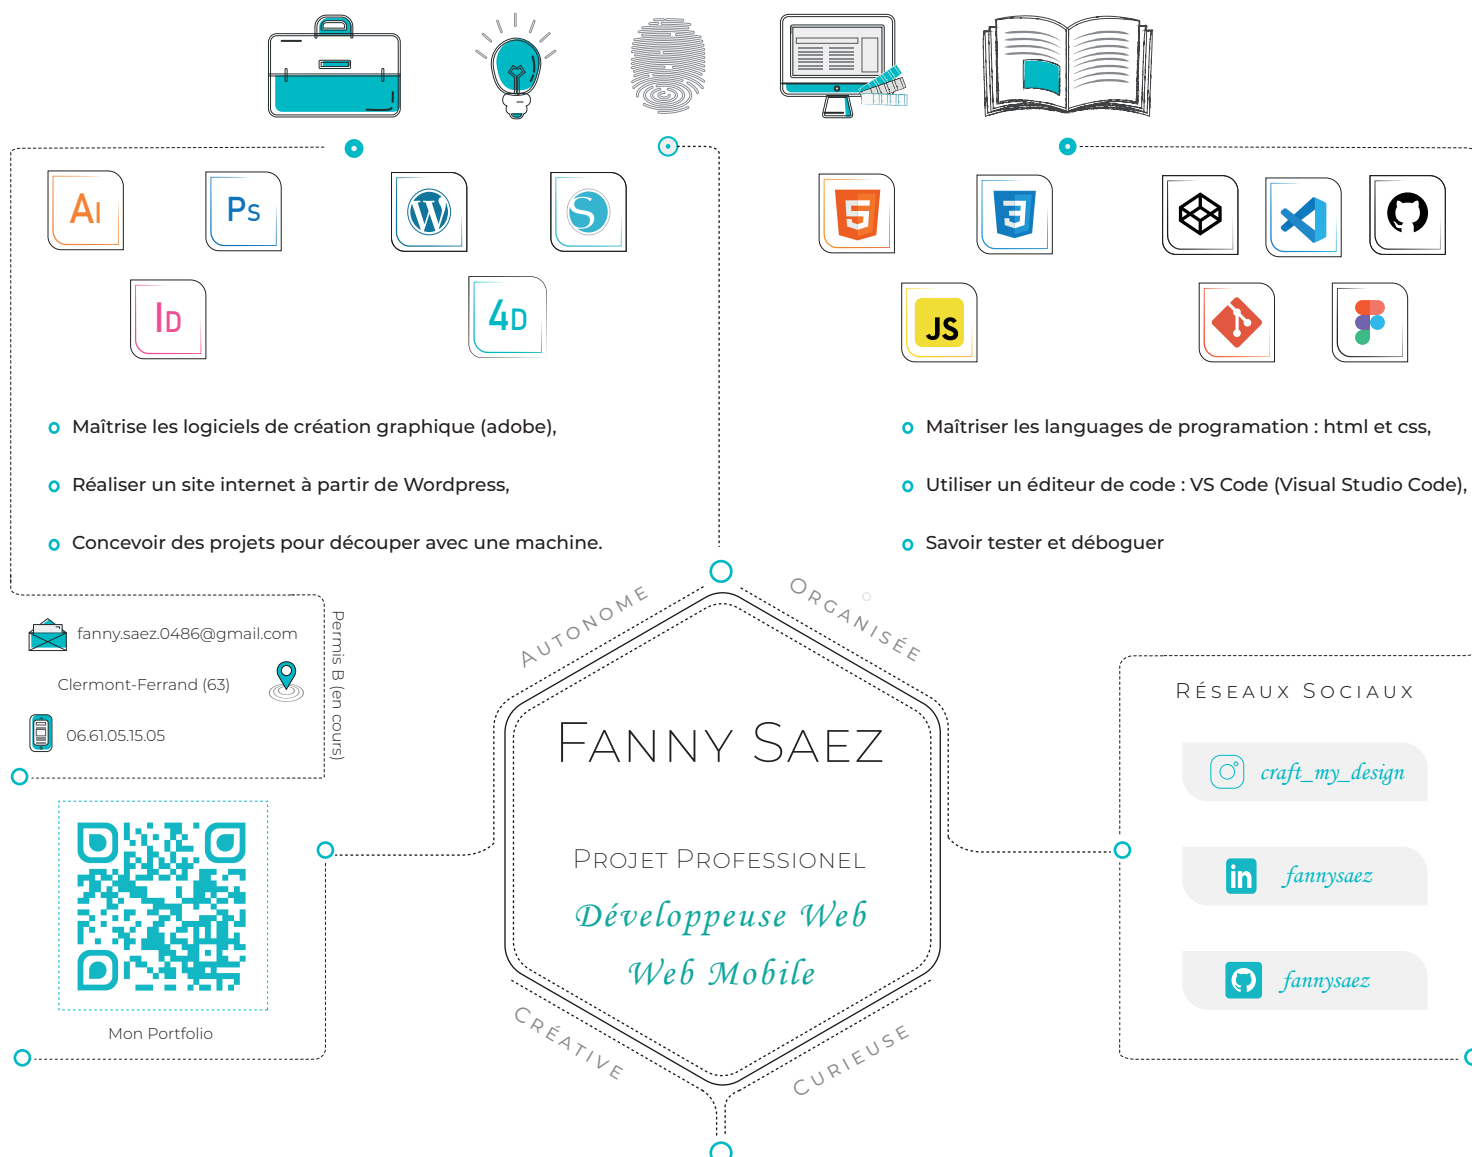 AI
PS
W
S
ID
4D
5
3
JS
Maîtrise les logiciels de création graphique (adobe),
Réaliser un site internet à partir de Wordpress,
Concevoir des projets pour découper avec une machine.
Maîtriser les languages de programation : html et css,
Utiliser un éditeur de code : VS Code (Visual Studio Code),
Savoir tester et déboguer
fanny.saez.0486@gmail.com
Clermont-Ferrand (63)
06.61.05.15.05
Permis B (en cours)
Mon Portfolio
AUTONOME
ORGANISÉE
FANNY SAEZ
PROJET PROFESSIONEL
Développeuse Web
Web Mobile
CRÉATIVE
CURIEUSE
RÉSEAUX SOCIAUX
craft_my_design
in
fannysaez
fannysaez